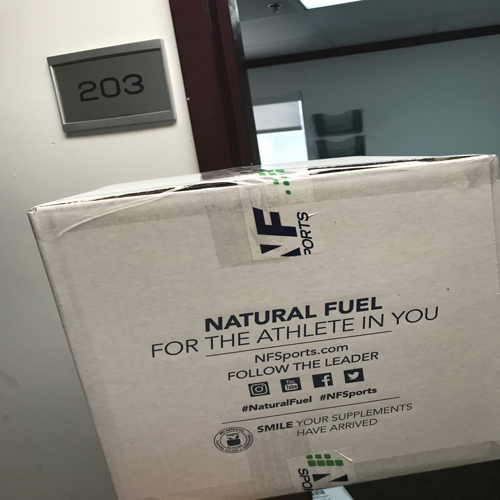 203
NF
SPORTS
NATURAL FUEL
FOR THE ATHLETE IN YOU
NFSports.com
FOLLOW THE LEADER
#NaturalFuel #NFSports
SMILE YOUR SUPPLEMENTS
HAVE ARRIVED
SPO